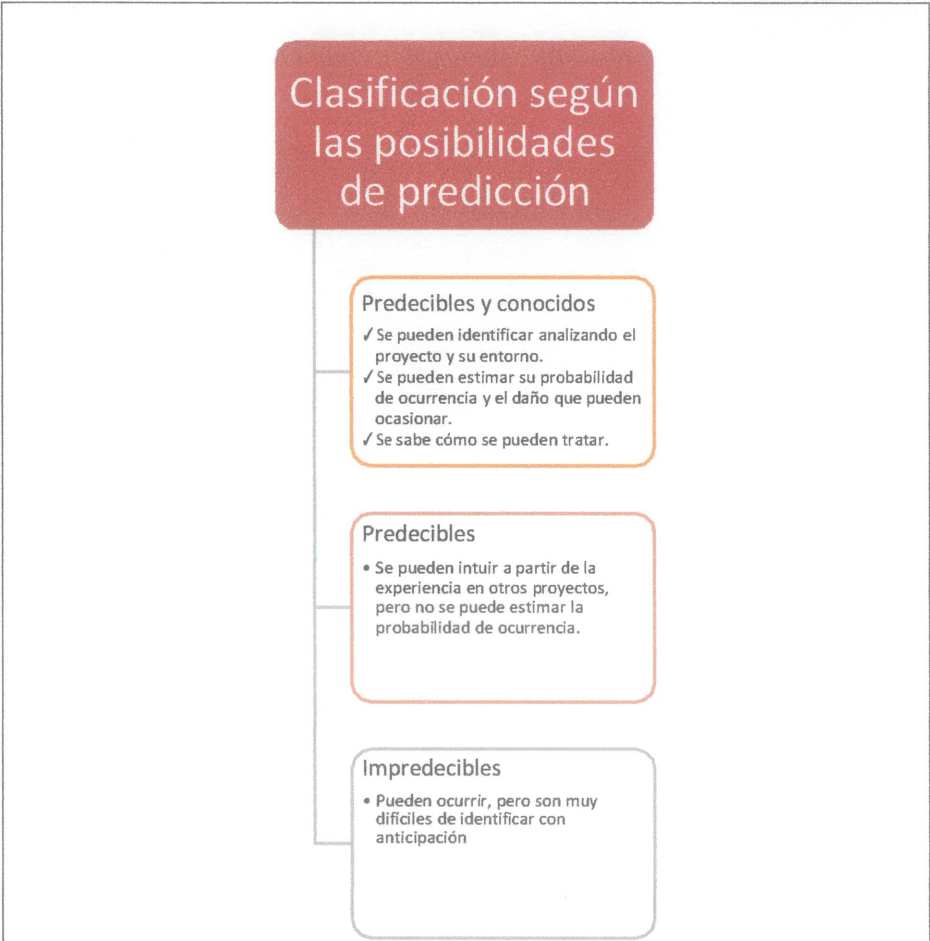 Clasificación según
las posibilidades
de predicción
Predecibles y conocidos
✓ Se pueden identificar analizando el
proyecto y su entorno.
✓ Se pueden estimar su probabilidad
de ocurrencia y el daño que pueden
ocasionar.
✓ Se sabe cómo se pueden tratar.
Predecibles
• Se pueden intuir a partir de la
experiencia en otros proyectos,
pero no se puede estimar la
probabilidad de ocurrencia.
Impredecibles
• Pueden ocurrir, pero son muy
difíciles de identificar con
anticipación